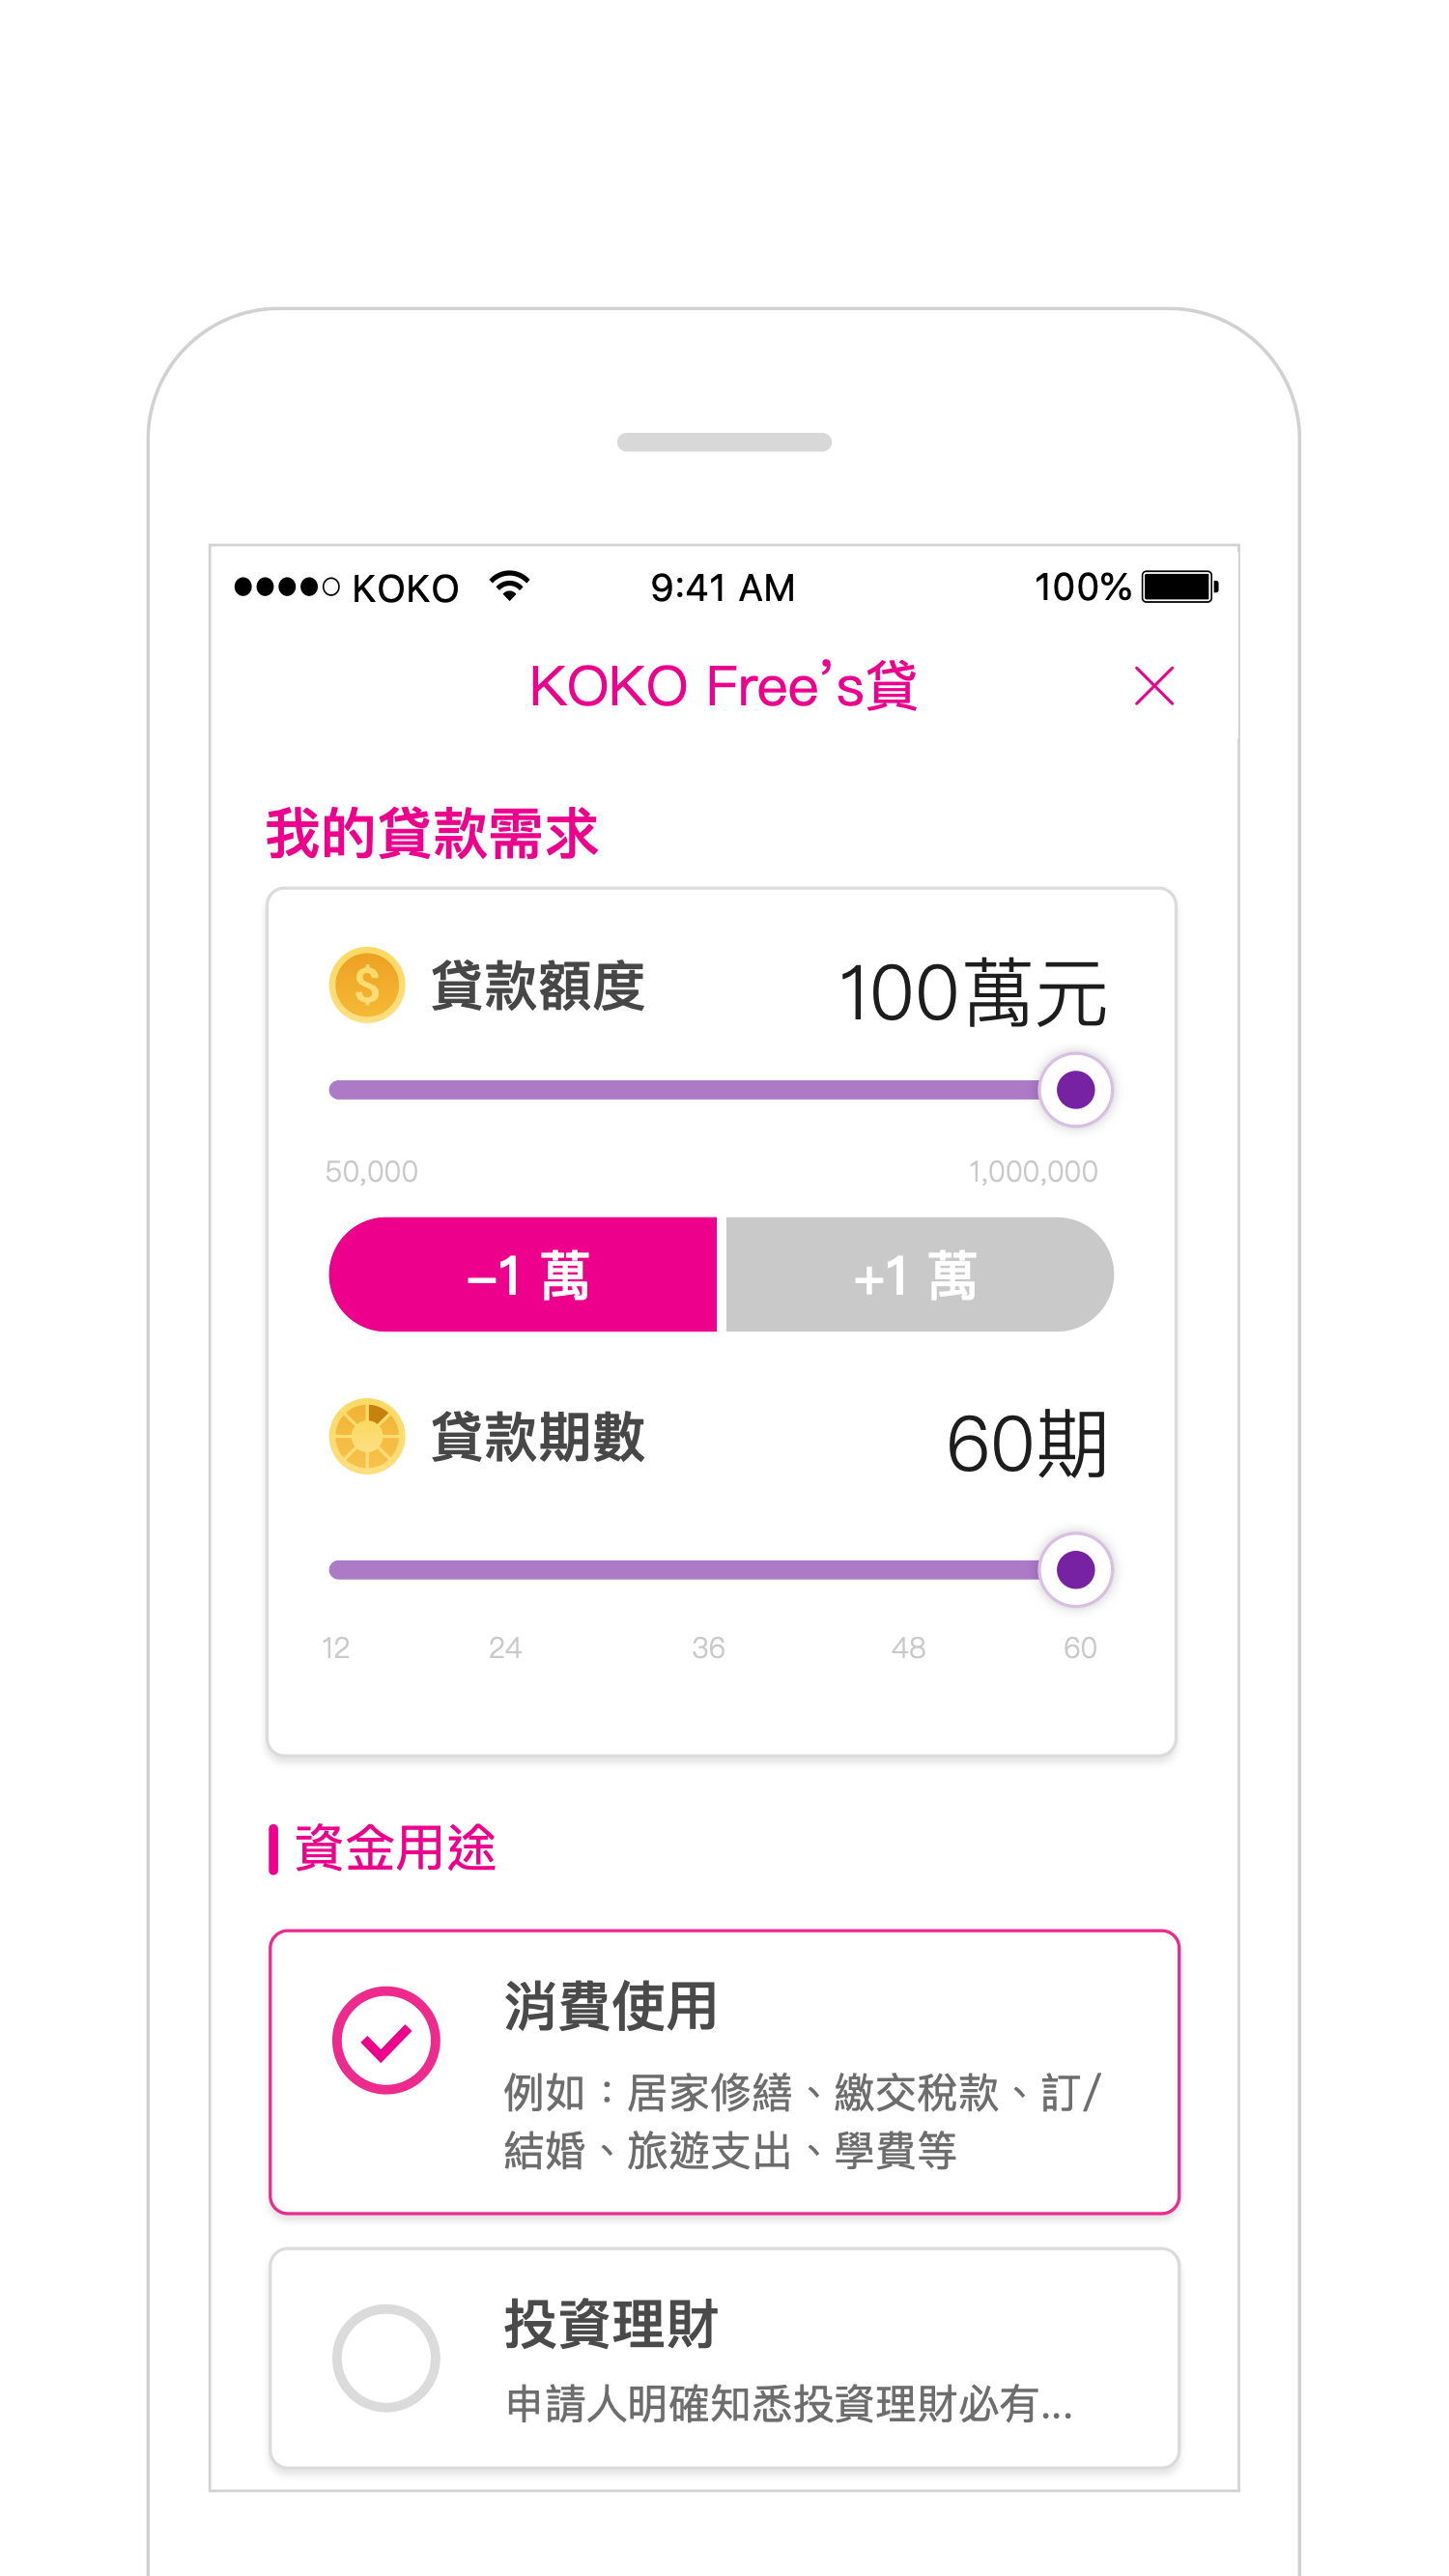 KOKO 9:41 AM 100%
KOKO Free’s貸
我的貸款需求
$ 貸款額度 100萬元
50,000 1,000,000
–1 萬 +1 萬
貸款期數 60期
12 24 36 48 60
資金用途
消費使用
例如：居家修繕、繳交稅款、訂/
結婚、旅遊支出、學費等
投資理財
申請人明確知悉投資理財必有...